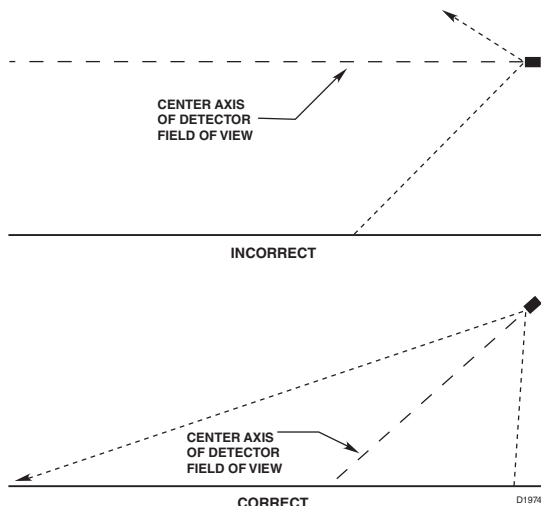 CENTER AXIS
OF DETECTOR
FIELD OF VIEW
INCORRECT
CENTER AXIS
OF DETECTOR
FIELD OF VIEW
CORRECT
D1974